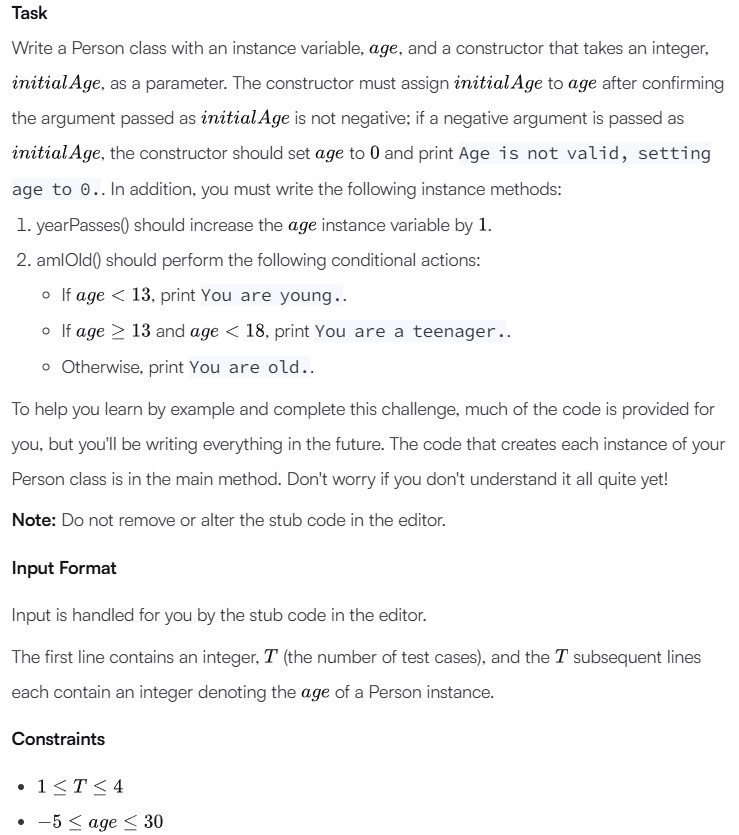 Task
Write a Person class with an instance variable, age, and a constructor that takes an integer,
initialAge, as a parameter. The constructor must assign initialAge to age after confirming
the argument passed as initialAge is not negative; if a negative argument is passed as
initialAge, the constructor should set age to 0 and print Age is not valid, setting
age to 0.. In addition, you must write the following instance methods:
1. yearPasses() should increase the age instance variable by 1.
2. amIOld() should perform the following conditional actions:
◦ If age < 13, print You are young..
◦ If age ≥ 13 and age < 18, print You are a teenager..
◦ Otherwise, print You are old..
To help you learn by example and complete this challenge, much of the code is provided for
you, but you'll be writing everything in the future. The code that creates each instance of your
Person class is in the main method. Don't worry if you don't understand it all quite yet!
Note: Do not remove or alter the stub code in the editor.
Input Format
Input is handled for you by the stub code in the editor.
The first line contains an integer, T (the number of test cases), and the T subsequent lines
each contain an integer denoting the age of a Person instance.
Constraints
• 1 ≤ T ≤ 4
• −5 ≤ age ≤ 30